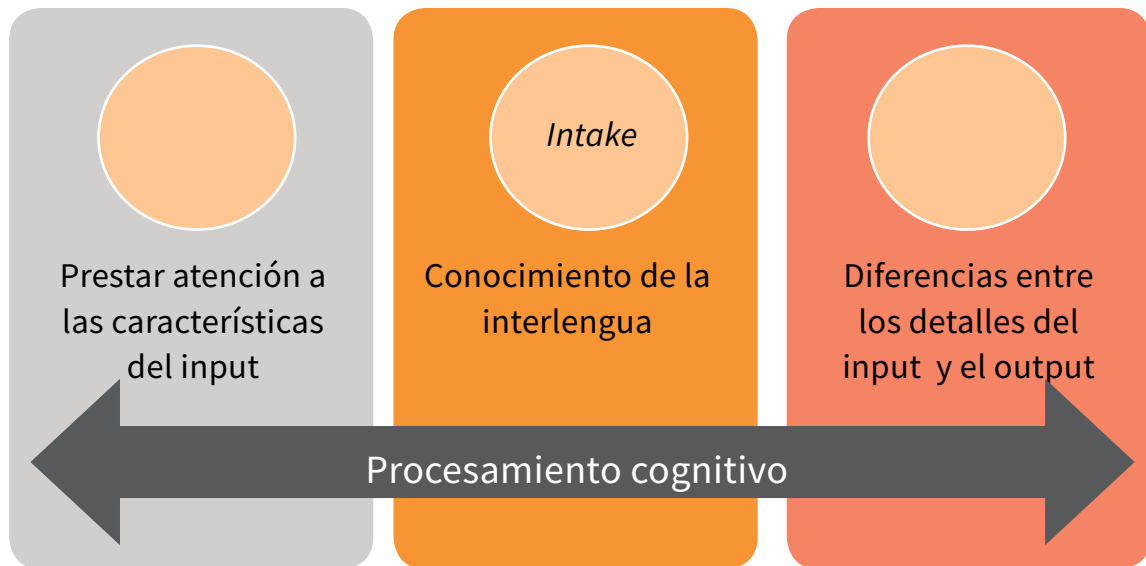 Intake
Prestar atención a
las características
del input
Conocimiento de la
interlengua
Diferencias entre
los detalles del
input y el output
Procesamiento cognitivo